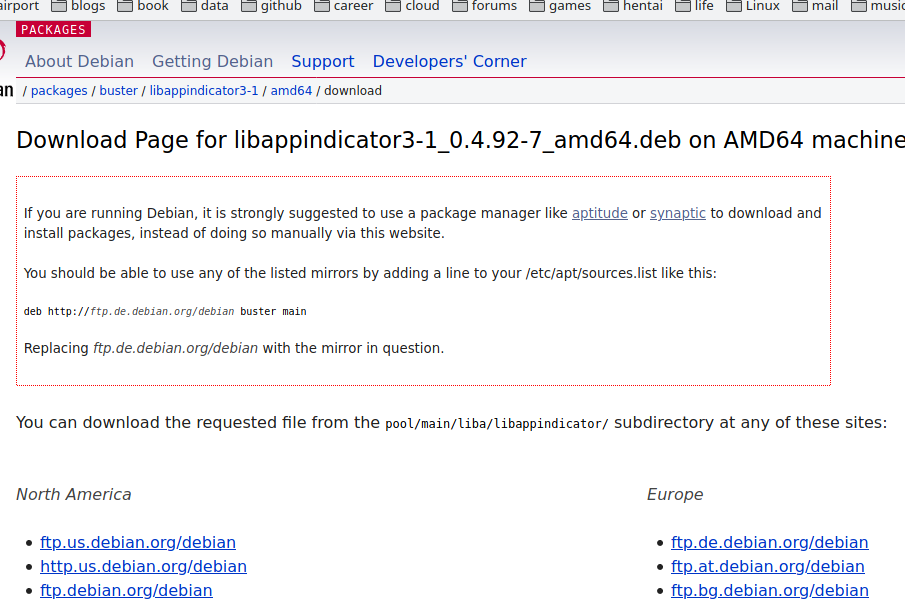 airport blogs book data github career cloud forums games hentai life Linux mail music
PACKAGES
About Debian Getting Debian Support Developers' Corner
an / packages / buster / libappindicator3-1 / amd64 / download
Download Page for libappindicator3-1_0.4.92-7_amd64.deb on AMD64 machine
If you are running Debian, it is strongly suggested to use a package manager like aptitude or synaptic to download and
install packages, instead of doing so manually via this website.
You should be able to use any of the listed mirrors by adding a line to your /etc/apt/sources.list like this:
deb http://ftp.de.debian.org/debian buster main
Replacing ftp.de.debian.org/debian with the mirror in question.
You can download the requested file from the pool/main/liba/libappindicator/ subdirectory at any of these sites:
North America
Europe
ftp.us.debian.org/debian
http.us.debian.org/debian
ftp.debian.org/debian
ftp.de.debian.org/debian
ftp.at.debian.org/debian
ftp.bg.debian.org/debian